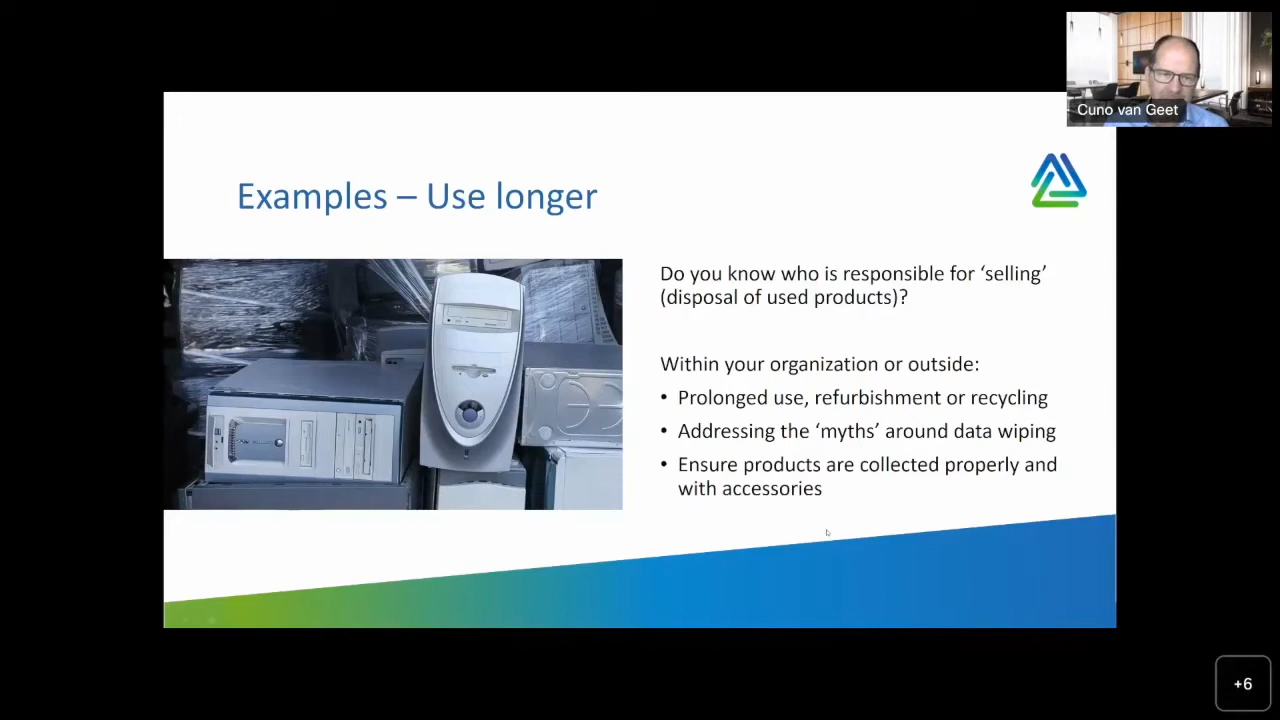 Cuno van Geet
Examples – Use longer
Do you know who is responsible for ‘selling’
(disposal of used products)?
Within your organization or outside:
• Prolonged use, refurbishment or recycling
• Addressing the ‘myths’ around data wiping
• Ensure products are collected properly and
with accessories
+6